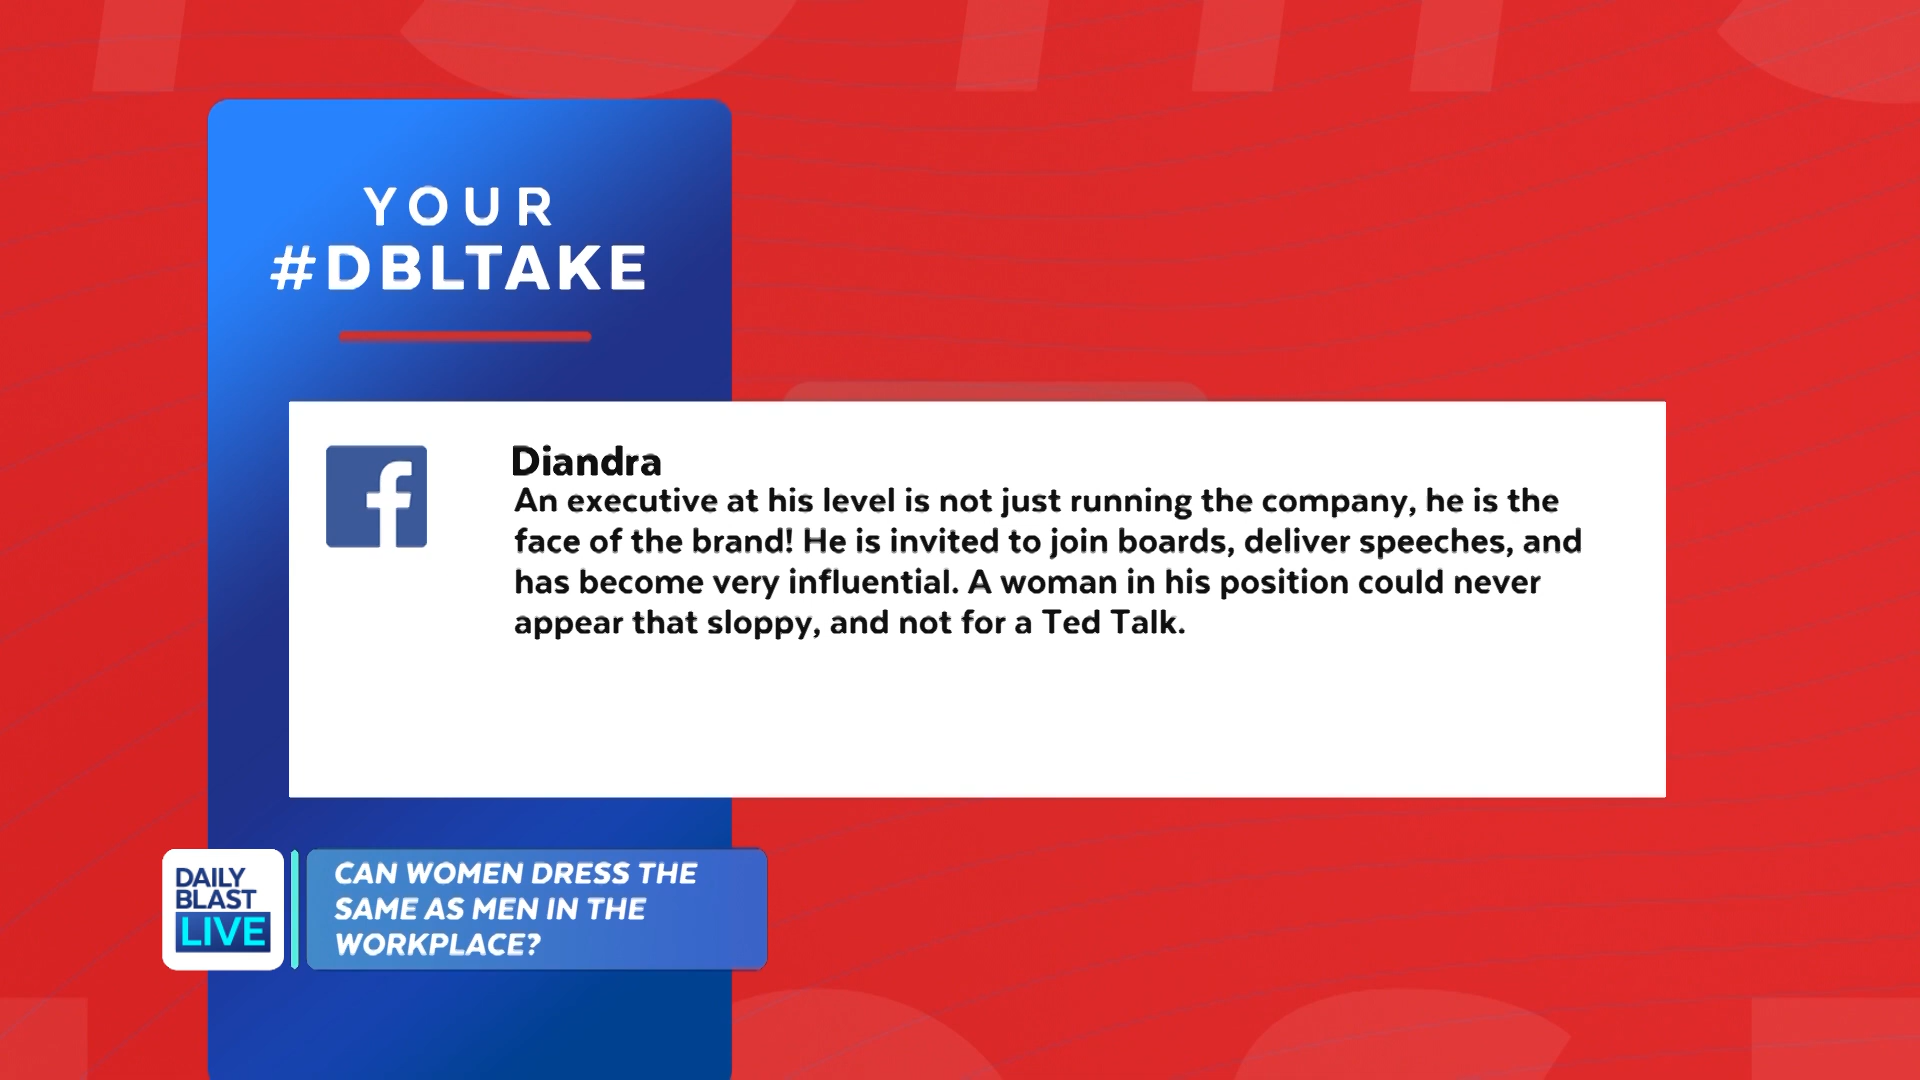 YOUR
#DBLTAKE
Diandra
An executive at his level is not just running the company, he is the
face of the brand! He is invited to join boards, deliver speeches, and
has become very influential. A woman in his position could never
appear that sloppy, and not for a Ted Talk.
DAILY
BLAST
LIVE
CAN WOMEN DRESS THE
SAME AS MEN IN THE
WORKPLACE?